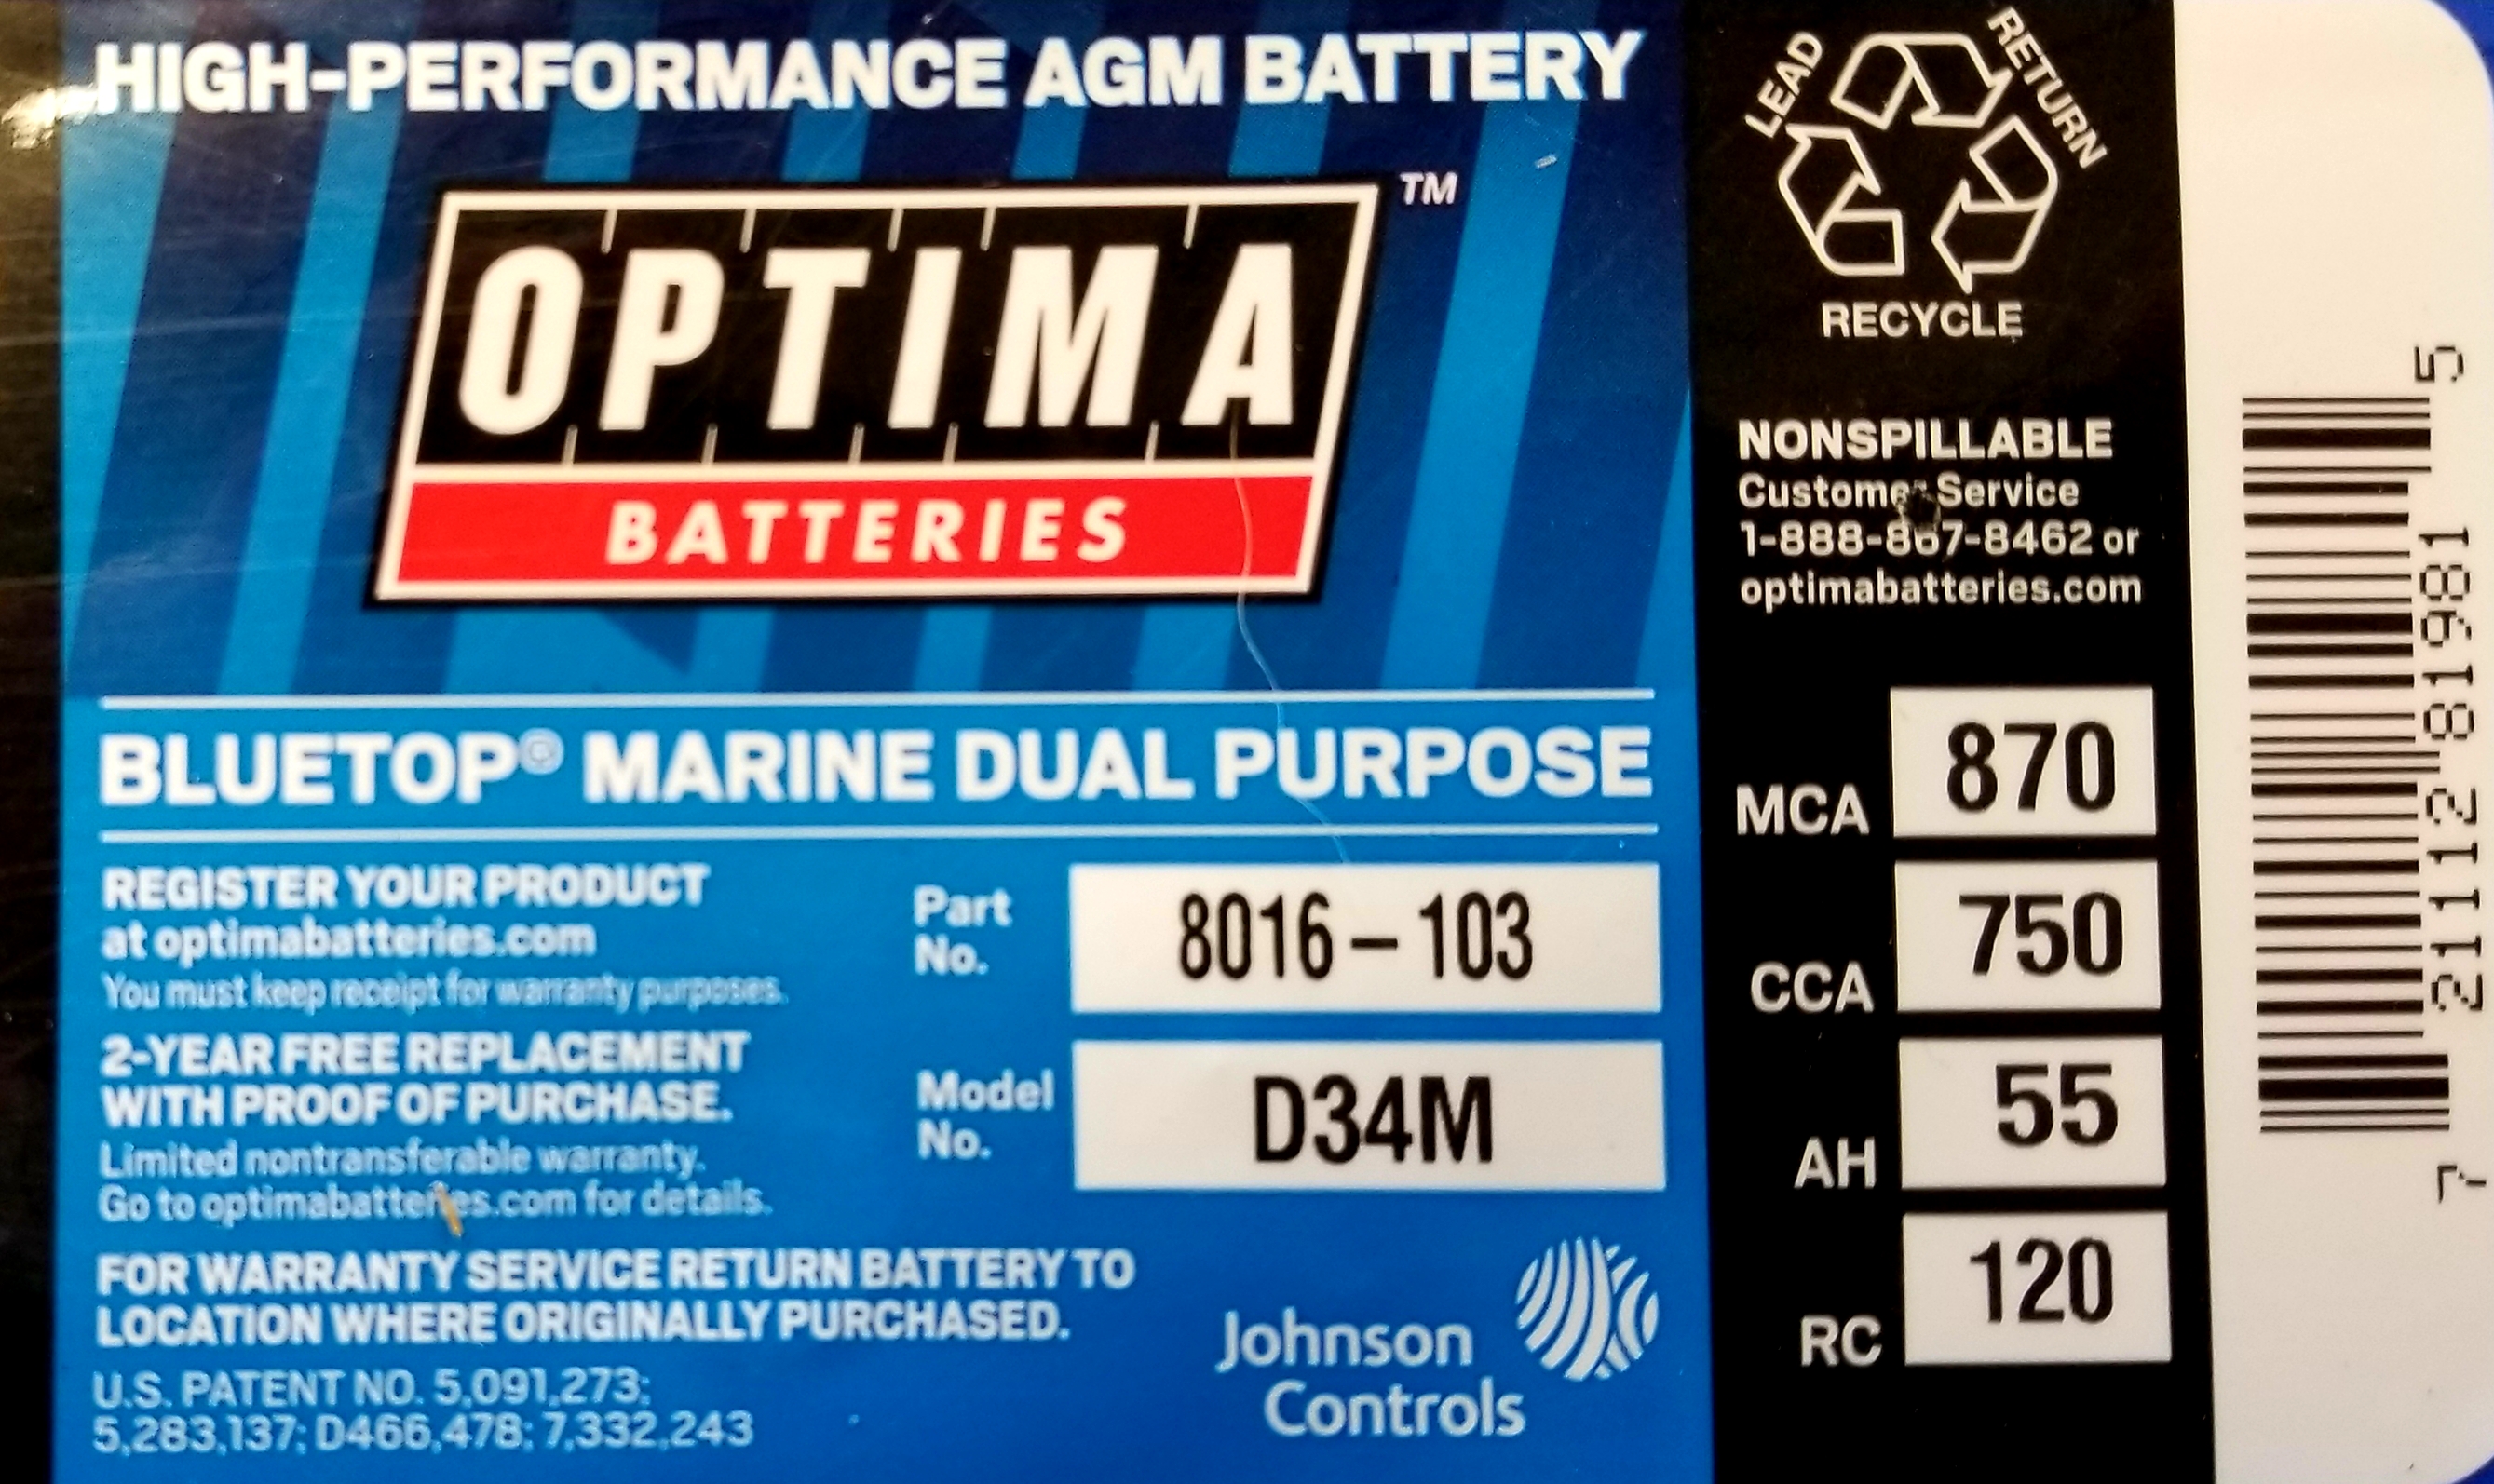 HIGH-PERFORMANCE AGM BATTERY
OPTIMA™
BATTERIES
BLUETOP® MARINE DUAL PURPOSE
REGISTER YOUR PRODUCT
at optimabatteries.com
You must keep receipt for warranty purposes.
2-YEAR FREE REPLACEMENT
WITH PROOF OF PURCHASE.
Limited nontransferable warranty.
Go to optimabatteries.com for details.
Part
No.
8016 – 103
Model
No.
D34M
FOR WARRANTY SERVICE RETURN BATTERY TO
LOCATION WHERE ORIGINALLY PURCHASED.
U.S. PATENT NO. 5,091,273;
5,283,137; D466,478; 7,332,243
Johnson
Controls
LEAD
RETURN
RECYCLE
NONSPILLABLE
Customer Service
1-888-867-8462 or
optimabatteries.com
MCA 870
CCA 750
AH 55
RC 120
7 21112 81981 5